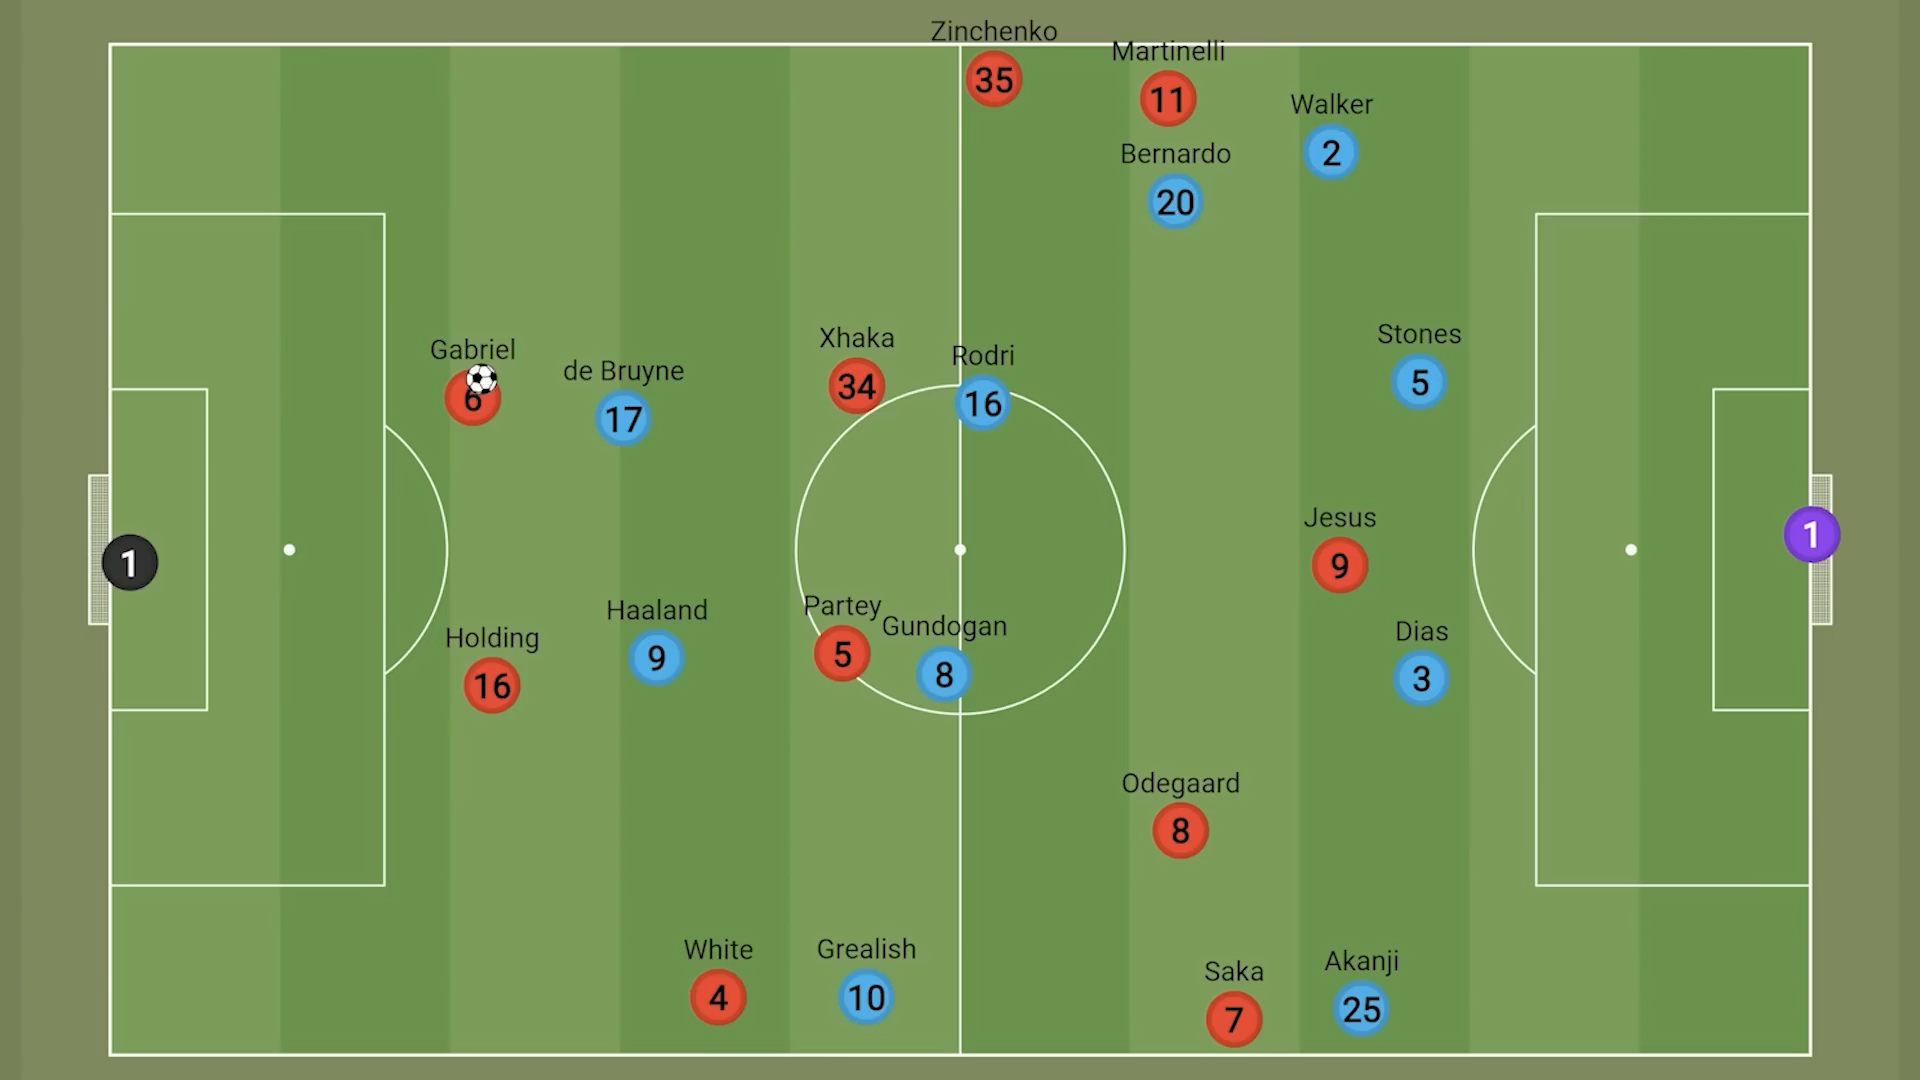 Zinchenko
35
Martinelli
11
Walker
2
Bernardo
20
Xhaka
34
Rodri
16
Stones
5
Gabriel
6
de Bruyne
17
Jesus
9
1
1
Partey
5
Haaland
9
Gundogan
8
Holding
16
Dias
3
Odegaard
8
White
4
Grealish
10
Saka
7
Akanji
25